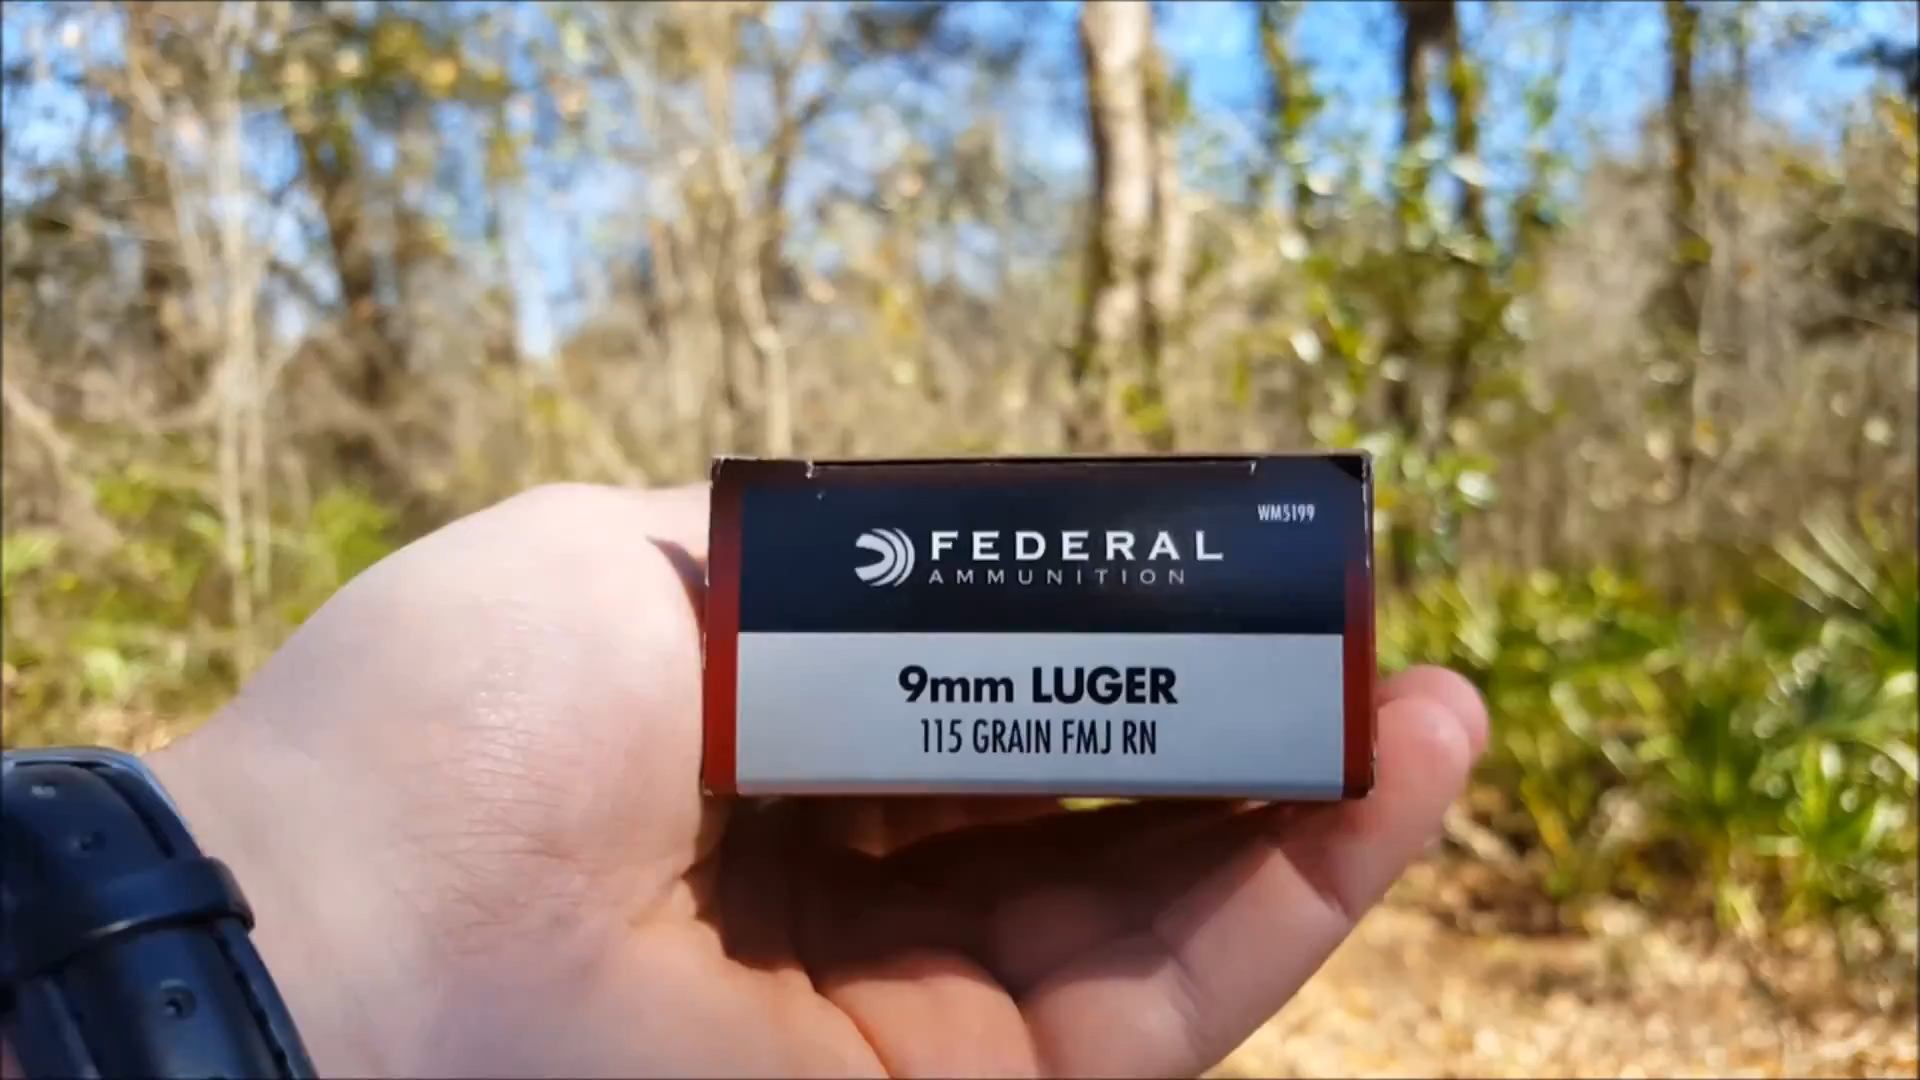 WM5199
FEDERAL
AMMUNITION
9mm LUGER
115 GRAIN FMJ RN